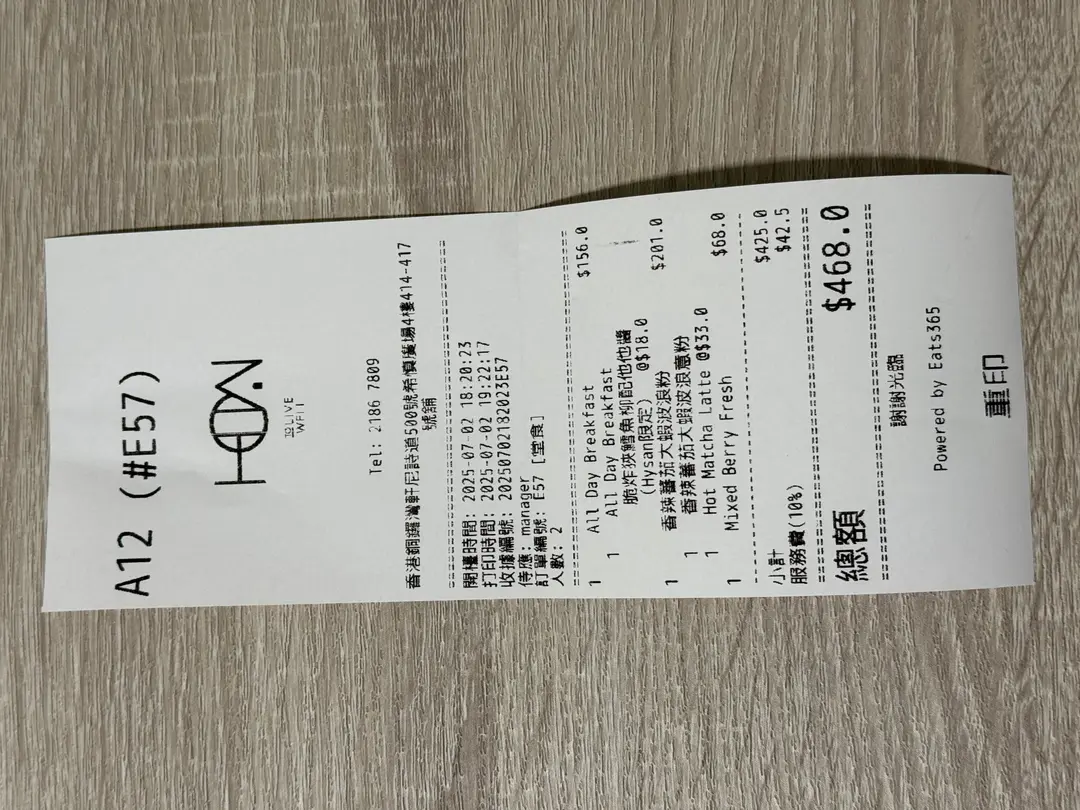 A12 (#E57)
Tel: 2186 7809
香港銅鑼灣軒尼詩道500號希慎廣場4樓414-417
號舖
開檯時間: 2025-07-02 18:20:23
打印時間: 2025-07-02 19:22:17
收據編號: 20250702182023E57
侍應: manager
訂單編號: E57 [堂食]
人數: 2
1 All Day Breakfast $156.0
1 All Day Breakfast
脆炸狹鱈魚柳配他他醬
(Hysan限定) @$18.0
1 香辣蕃茄大蝦波浪粉 $201.0
1 香辣蕃茄大蝦波浪意粉
1 Hot Matcha Latte @$33.0
1 Mixed Berry Fresh $68.0
小計 $425.0
服務費(10%) $42.5
總額 $468.0
謝謝光臨
Powered by Eats365
重印